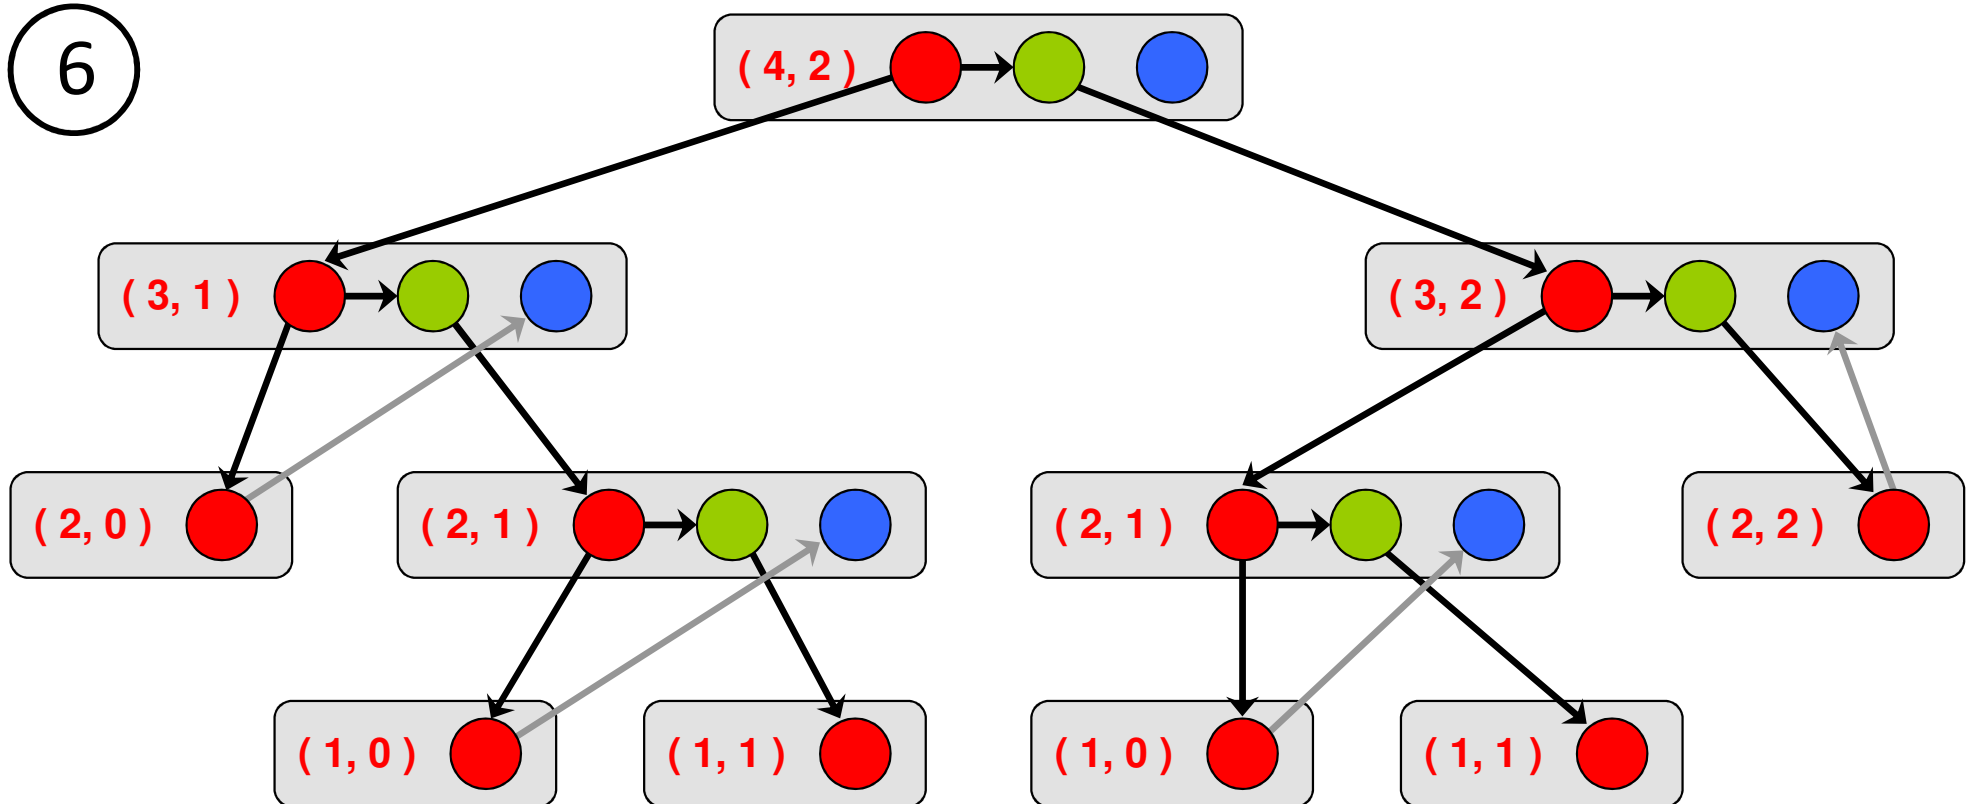 6
( 4, 2 )
( 3, 1 )
( 3, 2 )
( 2, 0 )
( 2, 1 )
( 2, 1 )
( 2, 2 )
( 1, 0 )
( 1, 1 )
( 1, 0 )
( 1, 1 )